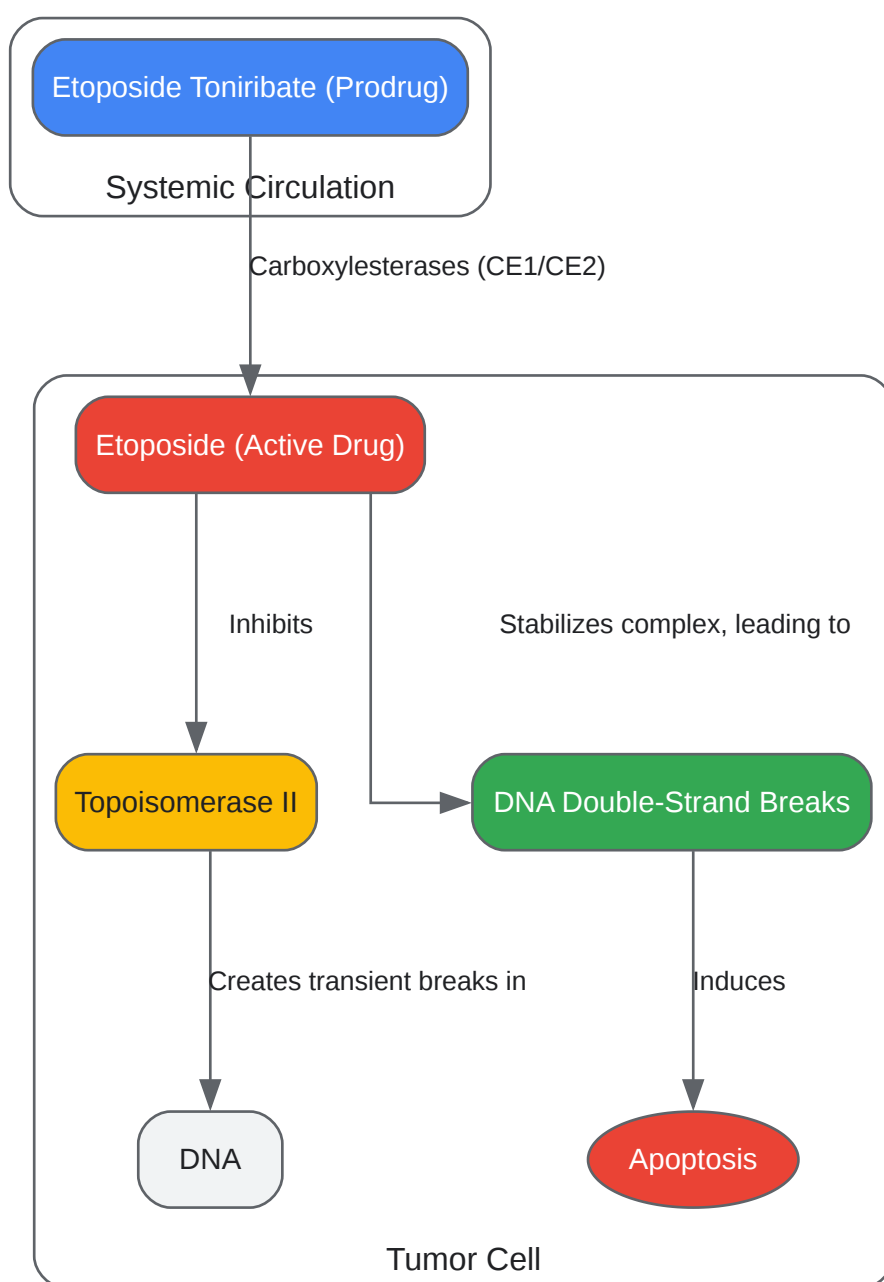 Etoposide Toniribate (Prodrug)
Systemic Circulation
Carboxylesterases (CE1/CE2)
Etoposide (Active Drug)
Inhibits
Stabilizes complex, leading to
Topoisomerase II
DNA Double-Strand Breaks
Creates transient breaks in
Induces
DNA
Apoptosis
Tumor Cell